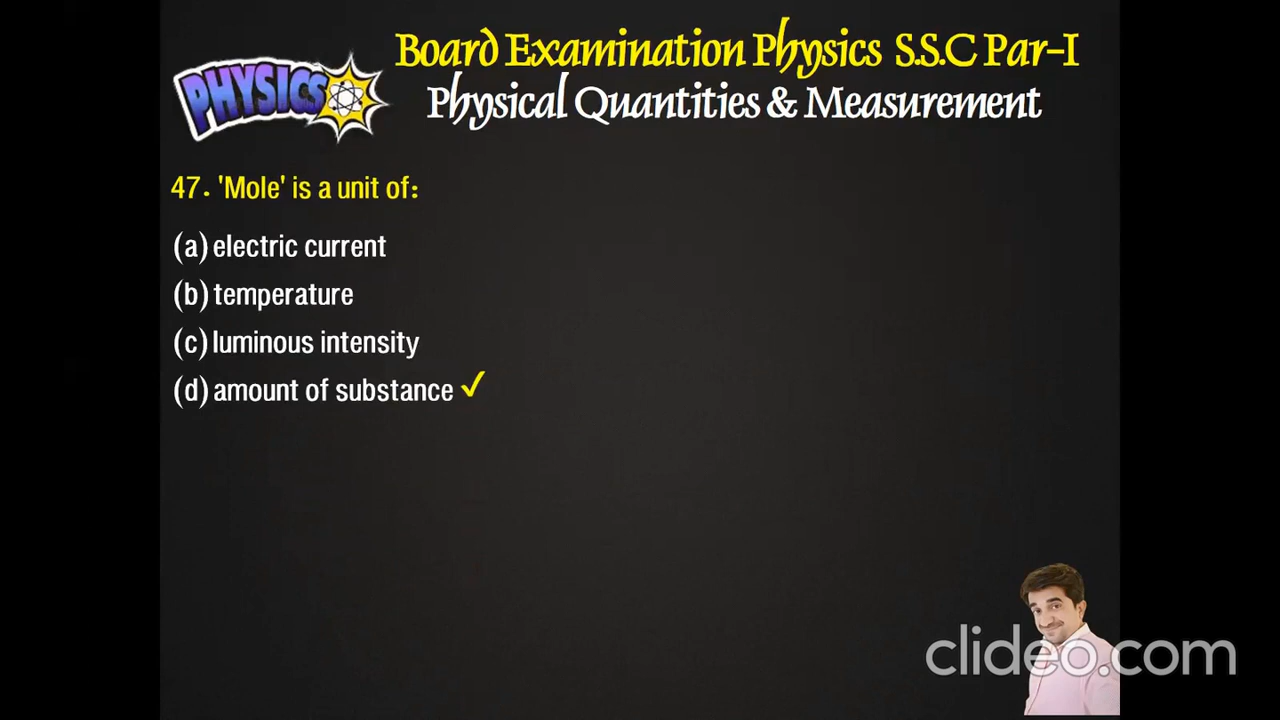 Board Examination Physics S.S.C Par-I
PHYSICS
Physical Quantities & Measurement
47. 'Mole' is a unit of:
(a) electric current
(b) temperature
(c) luminous intensity
(d) amount of substance ✓
clideo.com